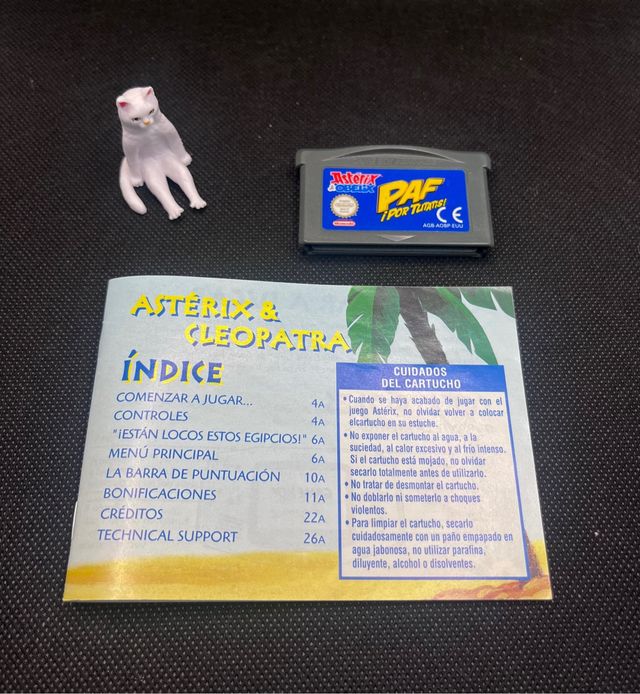 Astérix
& OBELIX
PAF
¡POR TUTATIS!
CE
AGB-AOBP-EUU
Nintendo
ASTÉRIX &
CLEOPATRA
ÍNDICE
COMENZAR A JUGAR... 4A
CONTROLES 4A
"¡ESTÁN LOCOS ESTOS EGIPCIOS!" 6A
MENÚ PRINCIPAL 6A
LA BARRA DE PUNTUACIÓN 10A
BONIFICACIONES 11A
CRÉDITOS 22A
TECHNICAL SUPPORT 26A
CUIDADOS
DEL CARTUCHO
• Cuando se haya acabado de jugar con el
juego Astérix, no olvidar volver a colocar
elcartucho en su estuche.
• No exponer el cartucho al agua, a la
suciedad, al calor excesivo y al frío intenso.
Si el cartucho está mojado, no olvidar
secarlo totalmente antes de utilizarlo.
• No tratar de desmontar el cartucho.
• No doblarlo ni someterlo a choques
violentos.
• Para limpiar el cartucho, secarlo
cuidadosamente con un paño empapado en
agua jabonosa, no utilizar parafina,
diluyente, alcohol o disolventes.